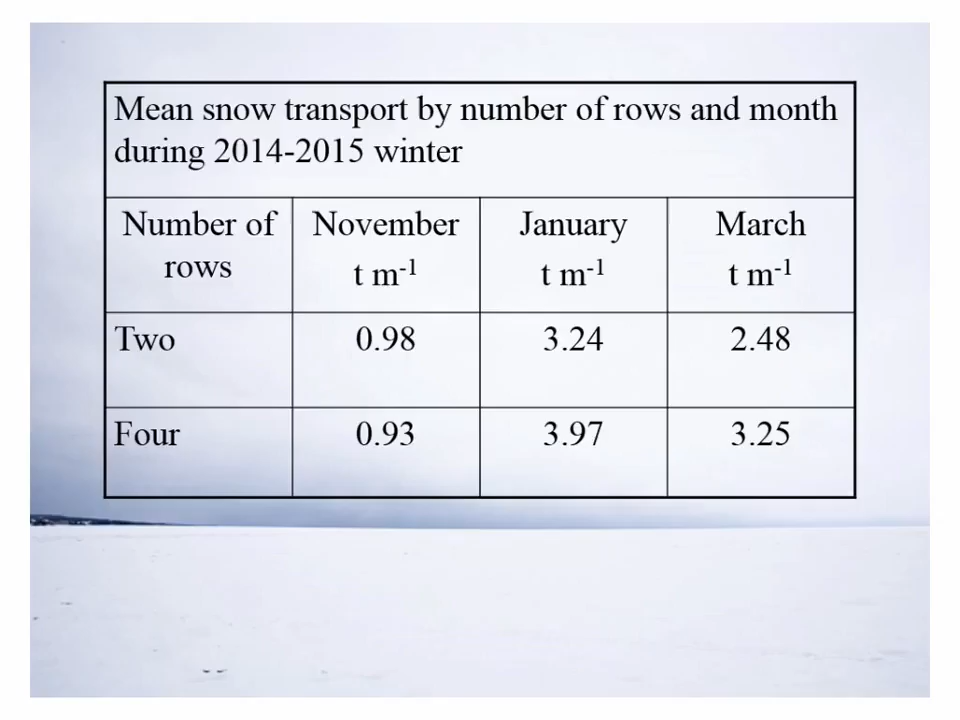 Mean snow transport by number of rows and month
during 2014-2015 winter
Number of rows November t m-1 January t m-1 March t m-1
Two 0.98 3.24 2.48
Four 0.93 3.97 3.25